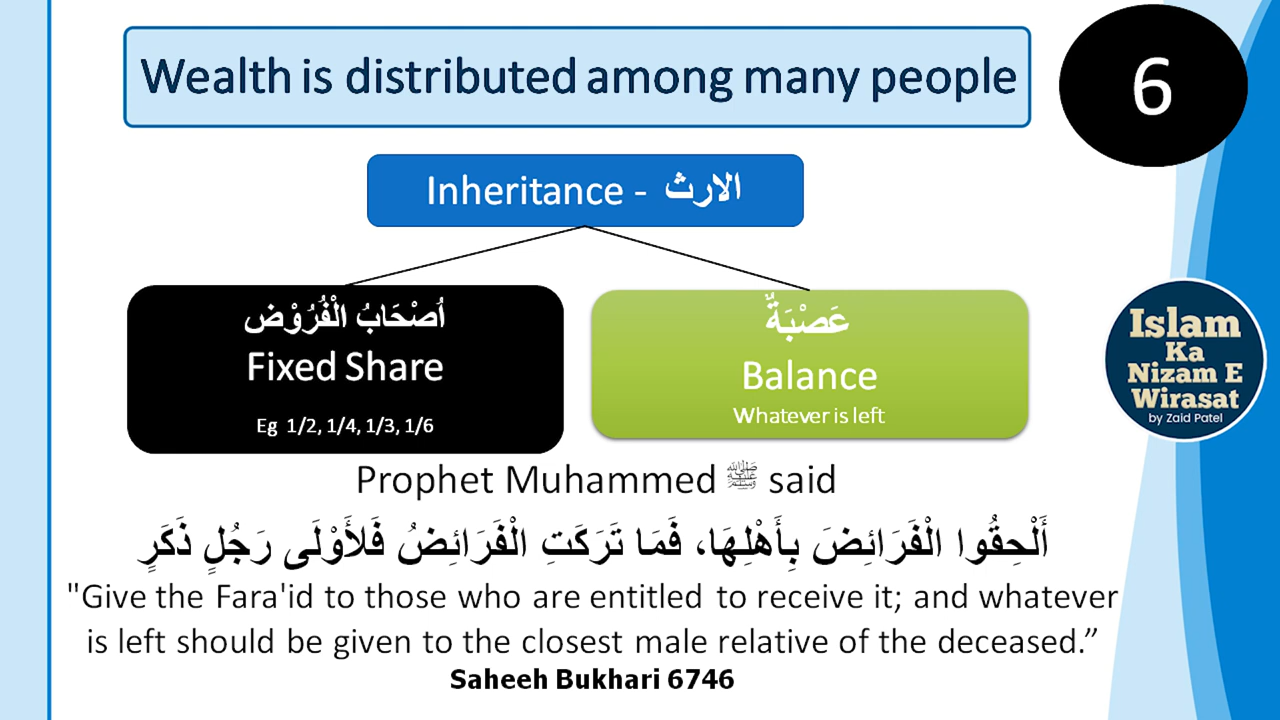 Wealth is distributed among many people
6
Inheritance - الارث
اُصْحَابُ الْفُرُوْض
Fixed Share
Eg 1/2, 1/4, 1/3, 1/6
عَصْبَةٌ
Balance
Whatever is left
Islam
Ka
Nizam E
Wirasat
by Zaid Patel
Prophet Muhammed ﷺ said
أَلْحِقُوا الْفَرَائِضَ بِأَهْلِهَا، فَمَا تَرَكَتِ الْفَرَائِضُ فَلأَوْلَى رَجُلٍ ذَكَرٍ
"Give the Fara'id to those who are entitled to receive it; and whatever
is left should be given to the closest male relative of the deceased.”
Saheeh Bukhari 6746